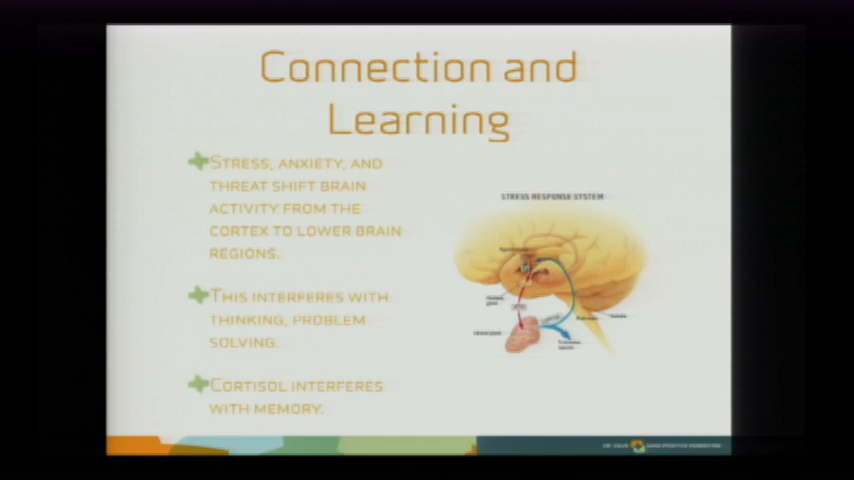 Connection and
Learning
STRESS, ANXIETY, AND
THREAT SHIFT BRAIN
ACTIVITY FROM THE
CORTEX TO LOWER BRAIN
REGIONS.
THIS INTERFERES WITH
THINKING, PROBLEM
SOLVING.
CORTISOL INTERFERES
WITH MEMORY.
STRESS RESPONSE SYSTEM